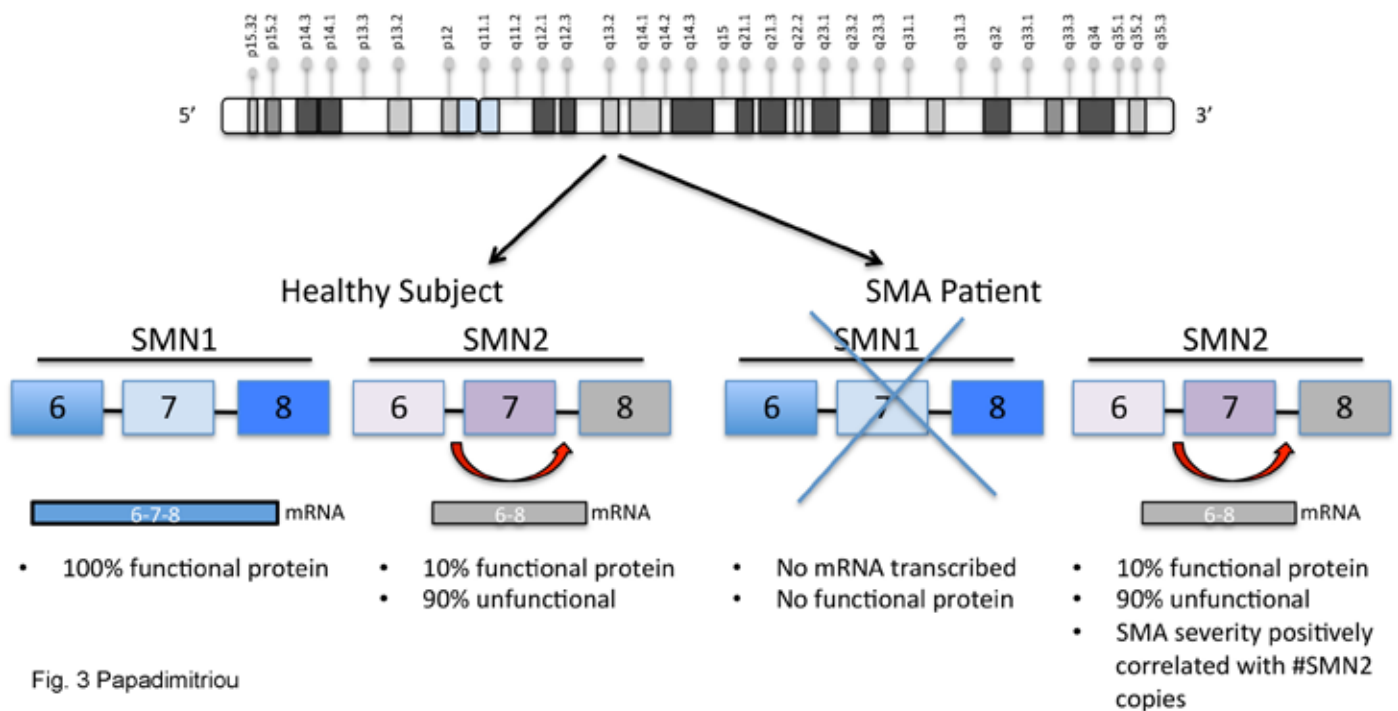 p15.32 p15.2 p14.3 p14.1 p13.3 p13.2 p12 q11.1 q11.2 q12.1 q12.3 q13.2 q14.1 q14.2 q14.3 q15 q21.1 q21.3 q22.2 q23.1 q23.2 q23.3 q31.1 q31.3 q32 q33.1 q33.3 q34 q35.1 q35.2 q35.3
5′ 3′
Healthy Subject SMA Patient
SMN1 SMN2 SMN1 SMN2
6 7 8 6 7 8 6 7 8 6 7 8
6-7-8 mRNA 6-8 mRNA 6-8 mRNA
• 100% functional protein
• 10% functional protein
• 90% unfunctional
• No mRNA transcribed
• No functional protein
• 10% functional protein
• 90% unfunctional
• SMA severity positively
correlated with #SMN2
copies
Fig. 3 Papadimitriou